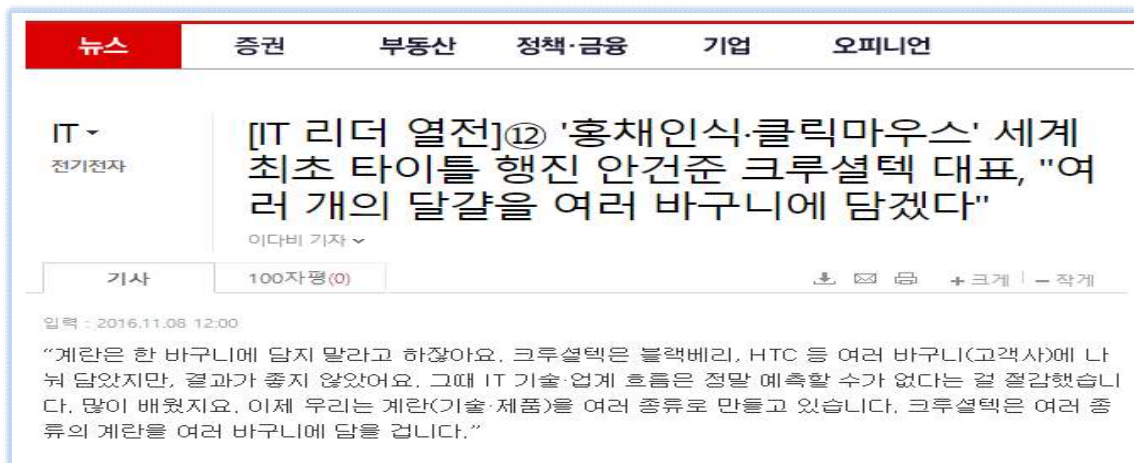 뉴스 증권 부동산 정책·금융 기업 오피니언
IT
전기전자
[IT 리더 열전]⑫ '홍채인식·클릭마우스' 세계
최초 타이틀 행진 안건준 크루셜텍 대표, "여
러 개의 달걀을 여러 바구니에 담겠다"
이다비 기자
기사 100자평(0) + 크게 － 작게
입력 : 2016.11.08 12:00
“계란은 한 바구니에 담지 말라고 하잖아요. 크루셜텍은 블랙베리, HTC 등 여러 바구니(고객사)에 나
눠 담았지만, 결과가 좋지 않았어요. 그때 IT 기술·업계 흐름은 정말 예측할 수가 없다는 걸 절감했습니
다. 많이 배웠지요. 이제 우리는 계란(기술·제품)을 여러 종류로 만들고 있습니다. 크루셜텍은 여러 종
류의 계란을 여러 바구니에 담을 겁니다.”